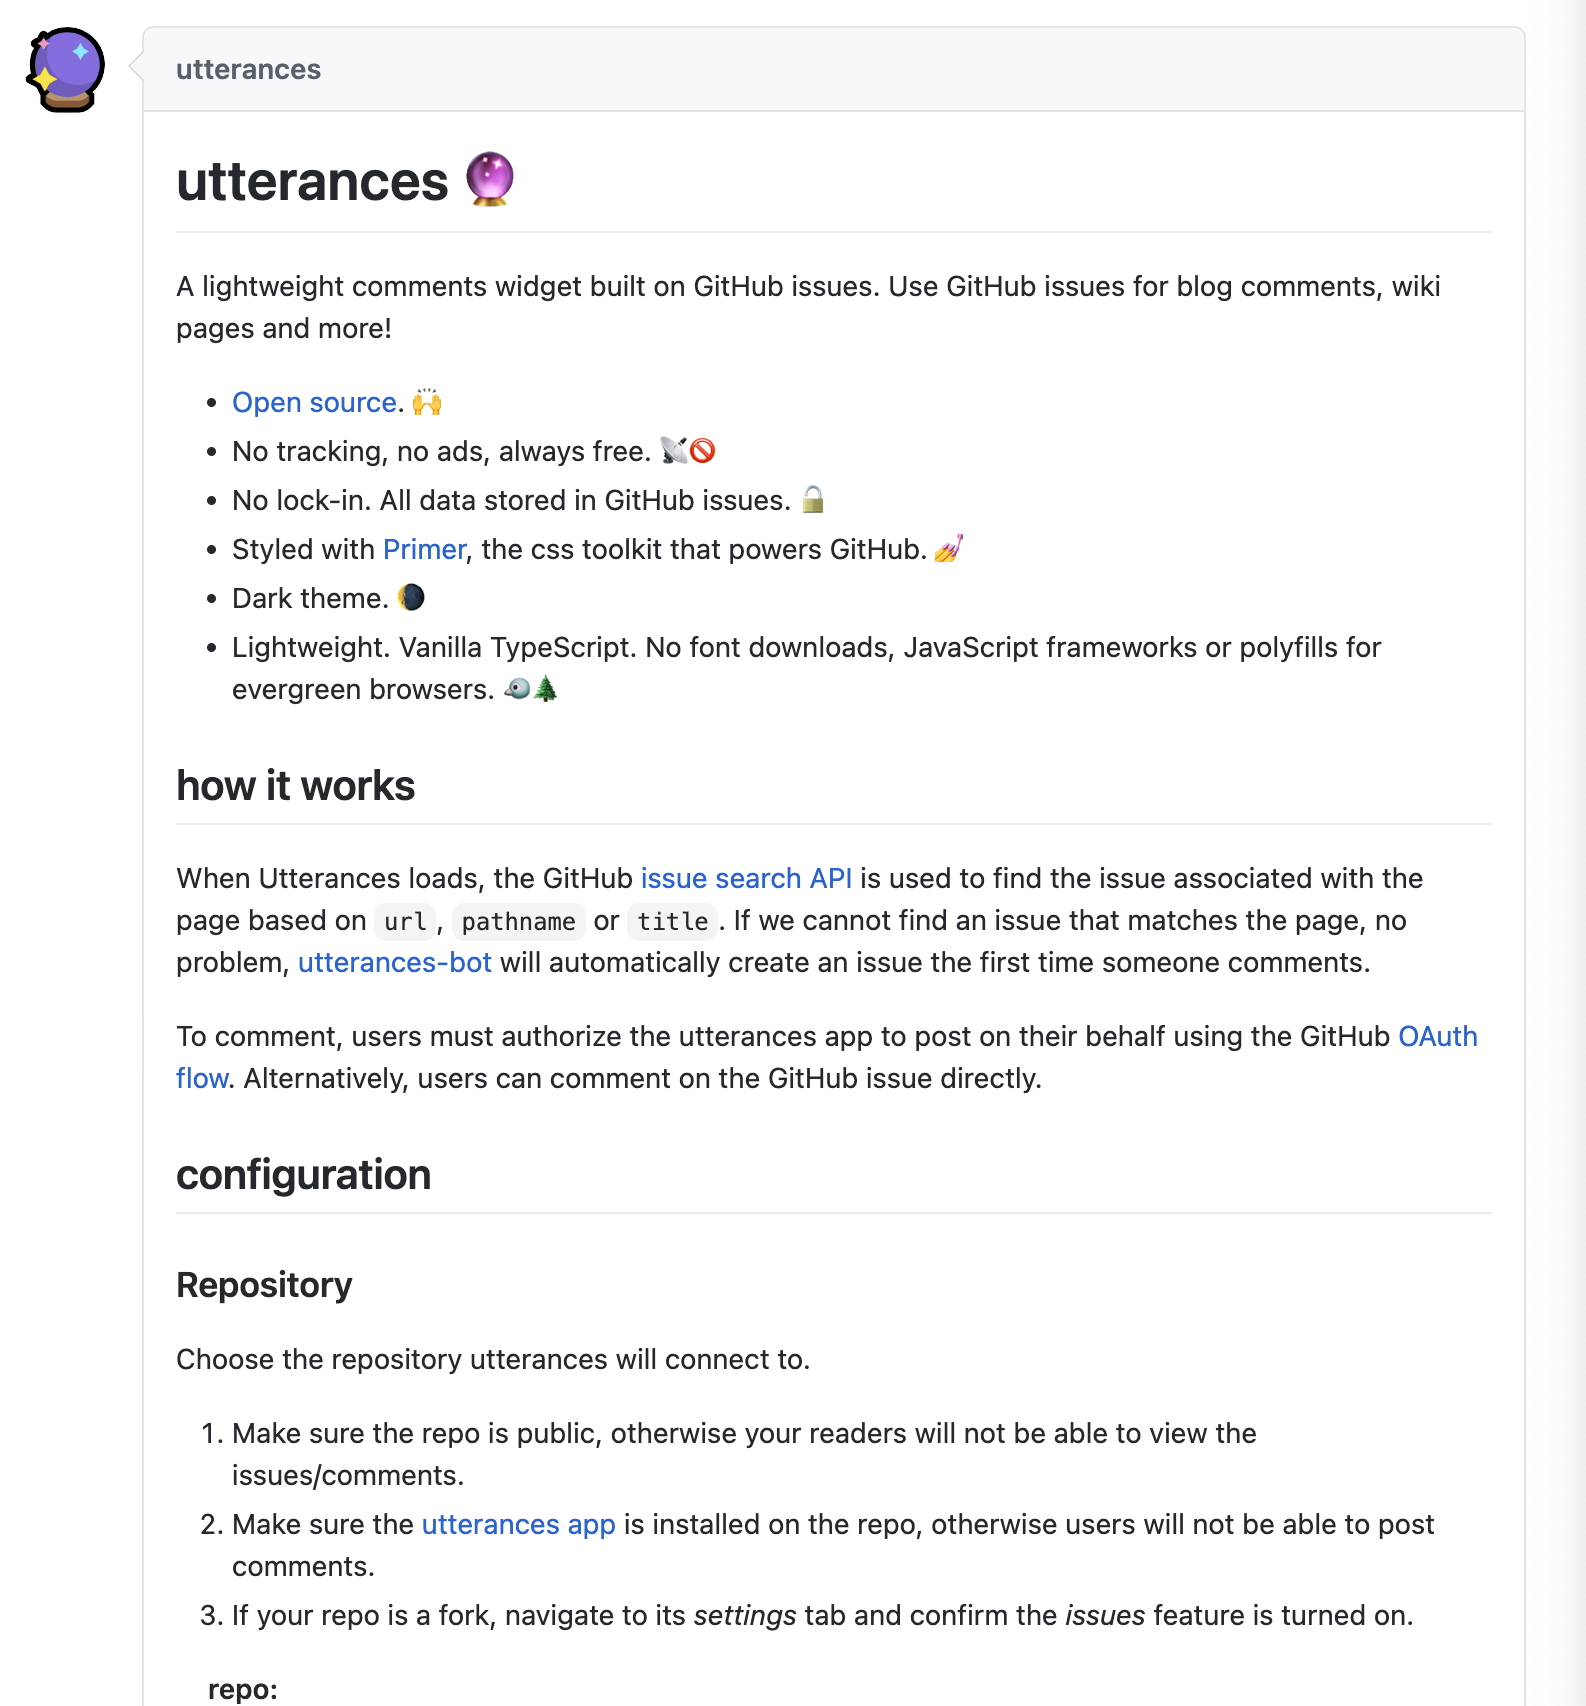 utterances
utterances 🔮
A lightweight comments widget built on GitHub issues. Use GitHub issues for blog comments, wiki
pages and more!
• Open source. 🙌
• No tracking, no ads, always free. 📡🚫
• No lock-in. All data stored in GitHub issues. 🔓
• Styled with Primer, the css toolkit that powers GitHub. 💅
• Dark theme. 🌘
• Lightweight. Vanilla TypeScript. No font downloads, JavaScript frameworks or polyfills for
evergreen browsers. 🐦🌲
how it works
When Utterances loads, the GitHub issue search API is used to find the issue associated with the
page based on url, pathname or title. If we cannot find an issue that matches the page, no
problem, utterances-bot will automatically create an issue the first time someone comments.
To comment, users must authorize the utterances app to post on their behalf using the GitHub OAuth
flow. Alternatively, users can comment on the GitHub issue directly.
configuration
Repository
Choose the repository utterances will connect to.
1. Make sure the repo is public, otherwise your readers will not be able to view the
issues/comments.
2. Make sure the utterances app is installed on the repo, otherwise users will not be able to post
comments.
3. If your repo is a fork, navigate to its settings tab and confirm the issues feature is turned on.
repo: